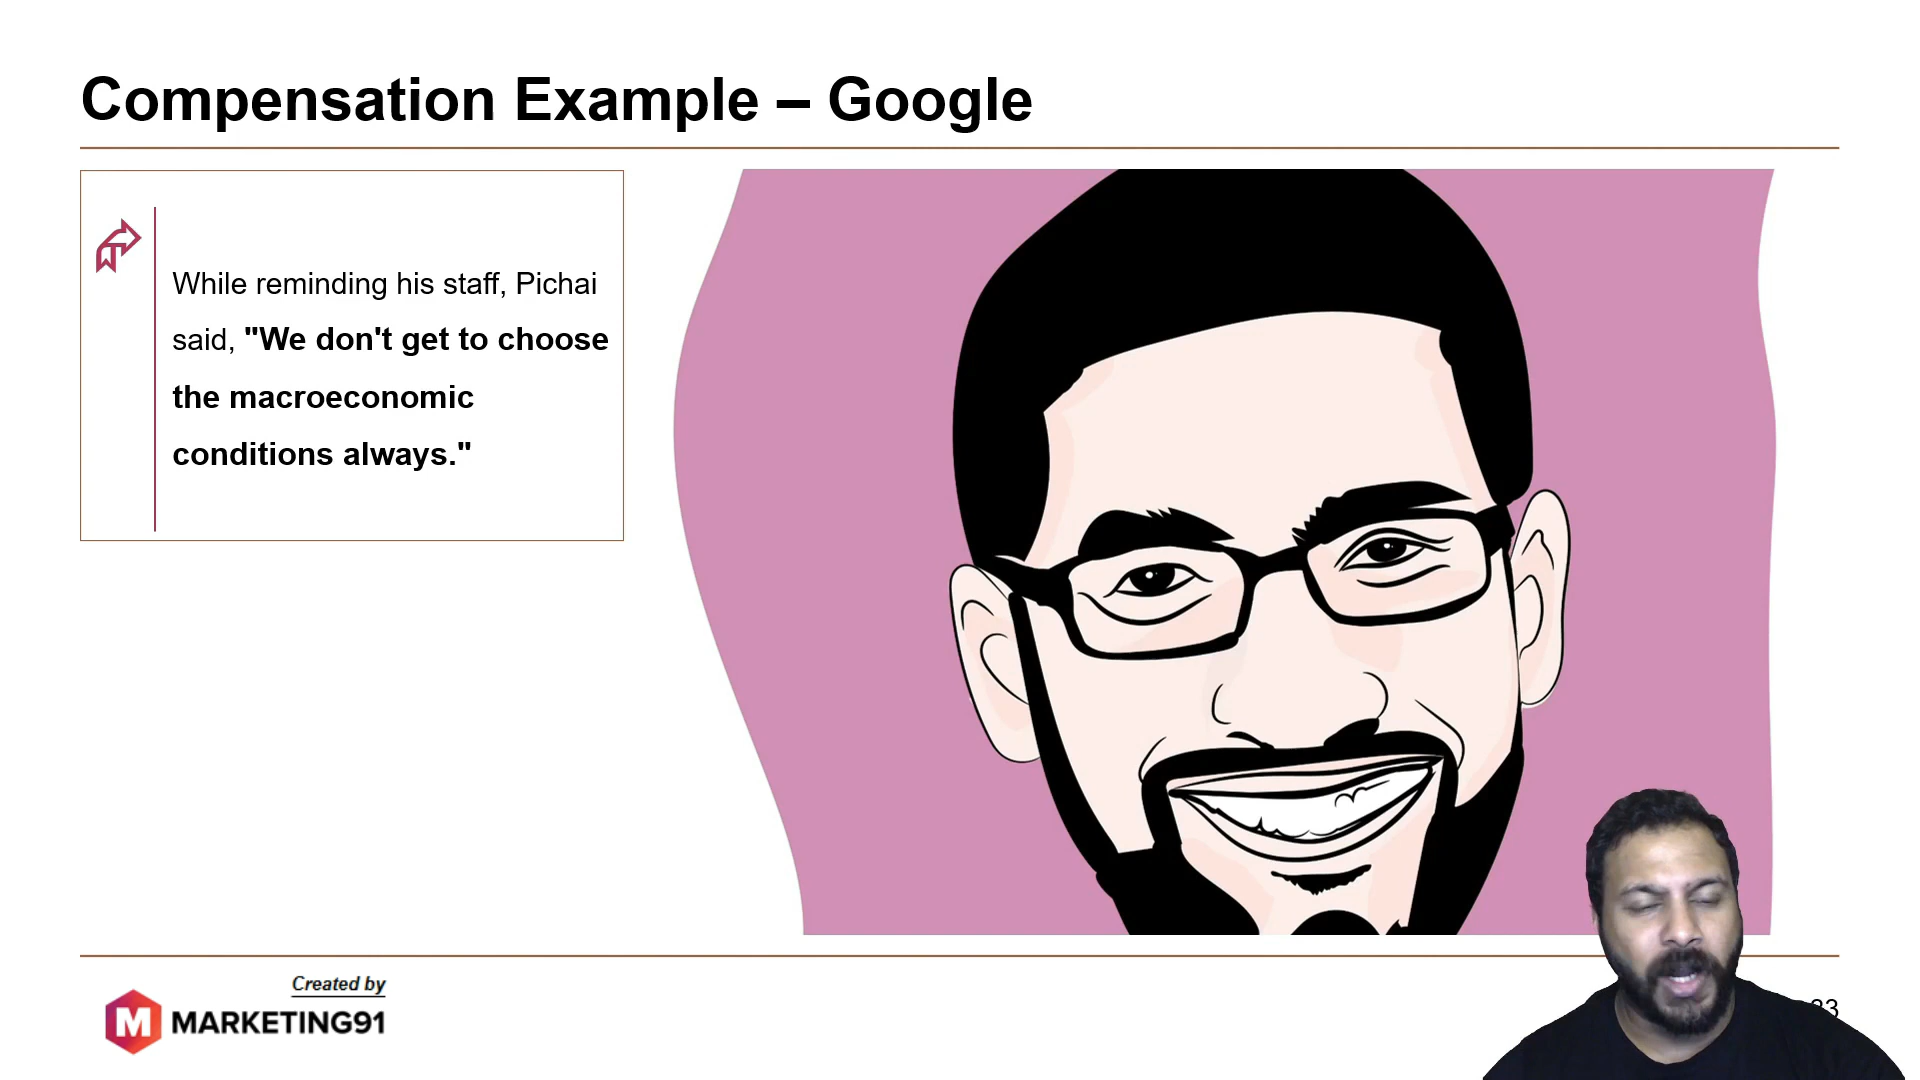 Compensation Example – Google
While reminding his staff, Pichai
said, "We don't get to choose
the macroeconomic
conditions always."
Created by
M MARKETING91